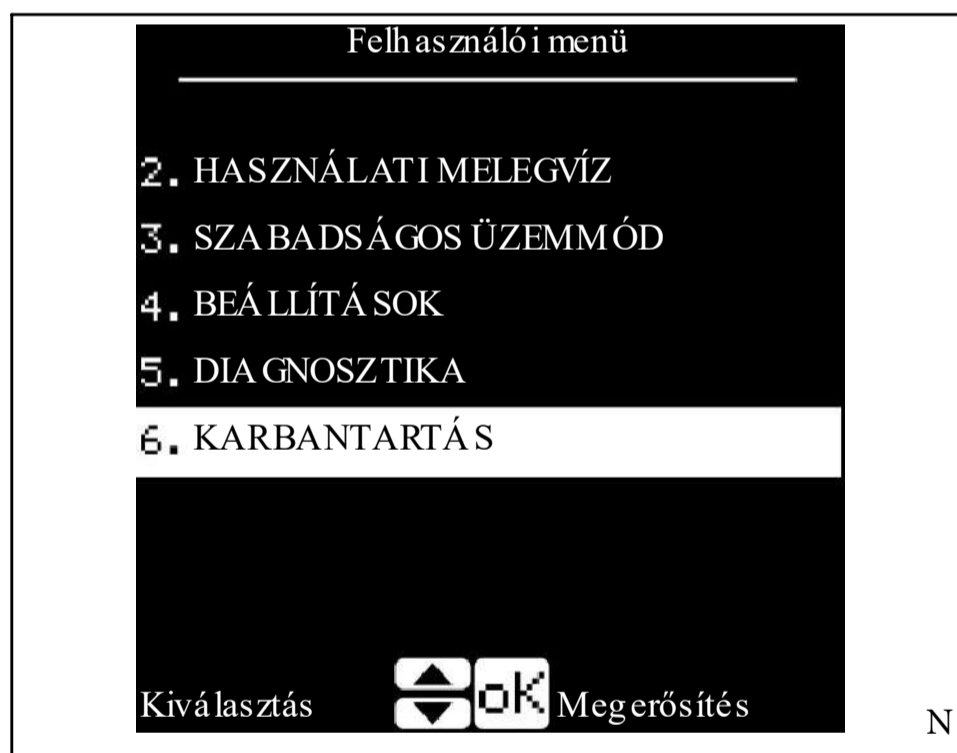 Felhasználói menü
2. HASZNÁLATI MELEGVÍZ
3. SZABADSÁGOS ÜZEMMÓD
4. BEÁLLÍTÁSOK
5. DIAGNOSZTIKA
6. KARBANTARTÁS
Kiválasztás oK Megerősítés
N